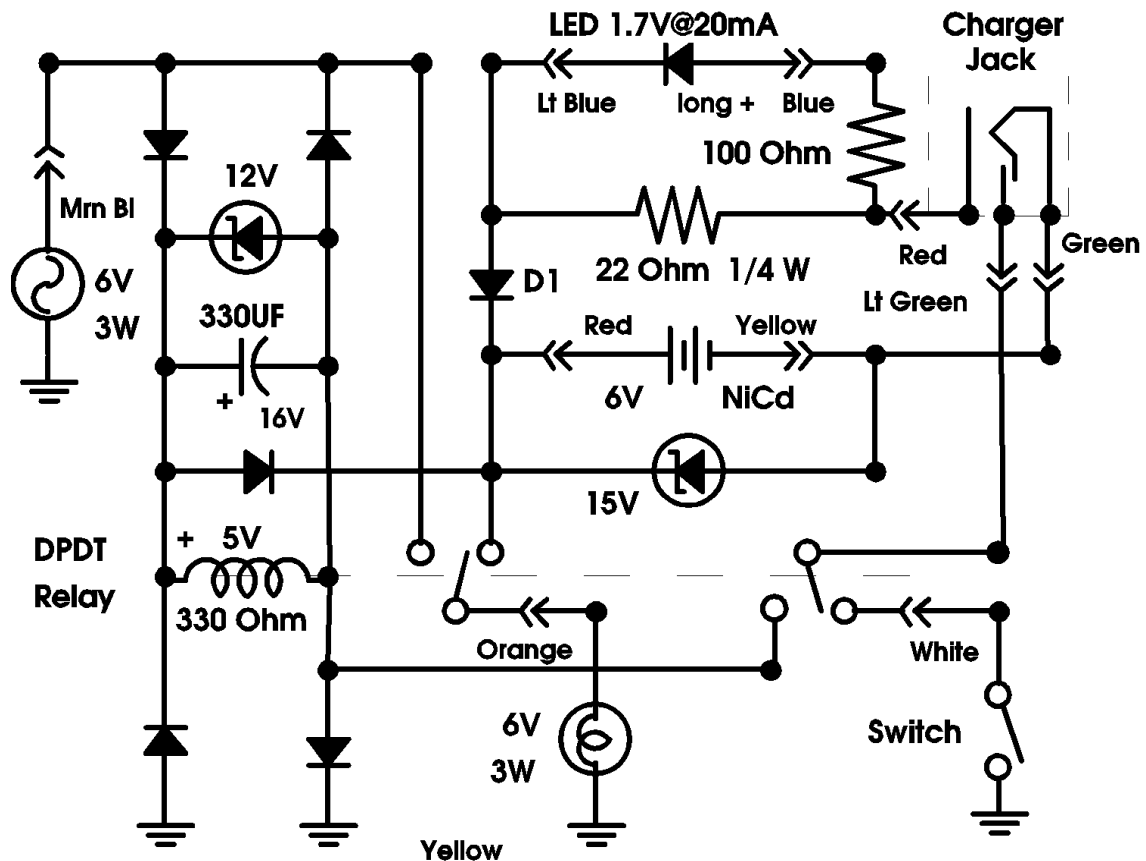 LED 1.7V@20mA
Charger
Jack
Lt Blue
long +
Blue
100 Ohm
12V
Mrn Bl
Red
Green
6V
3W
D1
22 Ohm 1/4 W
Lt Green
330UF
+
16V
Red
Yellow
6V
NiCd
15V
DPDT
Relay
+
5V
330 Ohm
Orange
White
6V
3W
Switch
Yellow